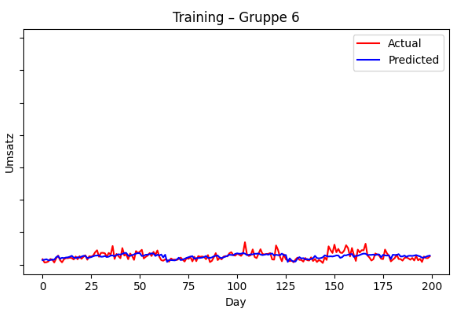 Training – Gruppe 6
Actual
Predicted
Umsatz
0 25 50 75 100 125 150 175 200
Day